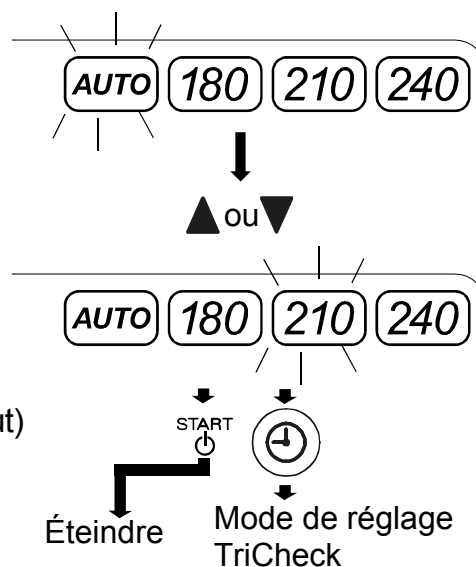 AUTO 180 210 240
▲ ou ▼
AUTO 180 210 240
ut)
START
Éteindre
Mode de réglage
TriCheck